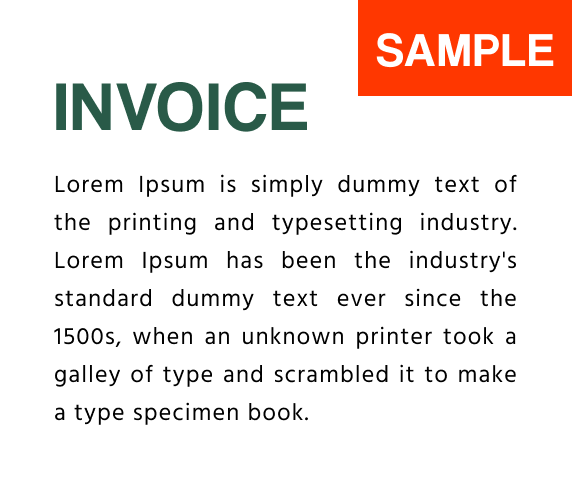 SAMPLE
INVOICE
Lorem Ipsum is simply dummy text of
the printing and typesetting industry.
Lorem Ipsum has been the industry's
standard dummy text ever since the
1500s, when an unknown printer took a
galley of type and scrambled it to make
a type specimen book.